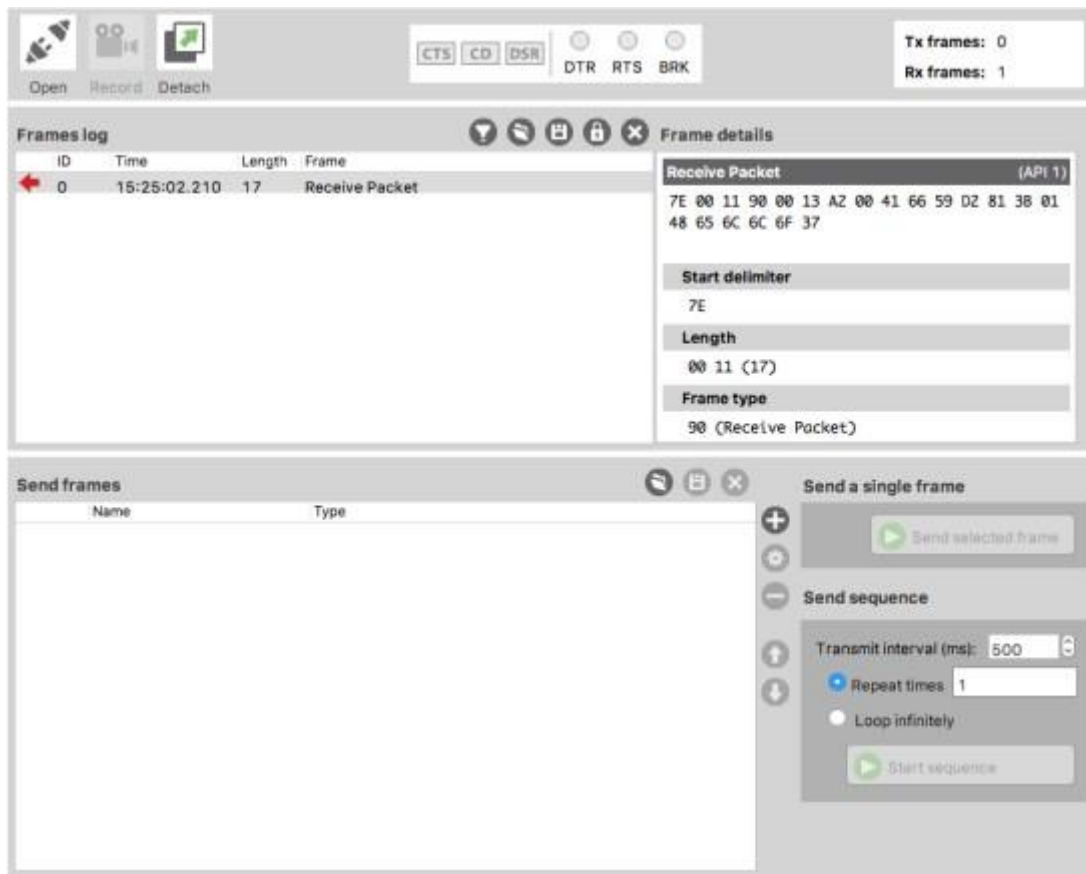 CTS CD DSR
DTR RTS BRK
Tx frames: 0
Rx frames: 1
Open Record Detach
Frames log
ID Time Length Frame
0 15:25:02.210 17 Receive Packet
Frame details
Receive Packet (API 1)
7E 00 11 90 00 13 A2 00 41 66 59 D2 81 3B 01
48 65 6C 6C 6F 37
Start delimiter
7E
Length
00 11 (17)
Frame type
90 (Receive Packet)
Send frames
Name Type
Send a single frame
Send selected frame
Send sequence
Transmit interval (ms): 500
Repeat times 1
Loop infinitely
Start sequence